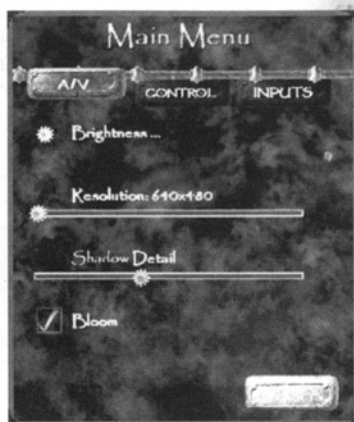 Main Menu
A/V CONTROL INPUTS
Brightness ...
Resolution: 640x480
Shadow Detail
Bloom